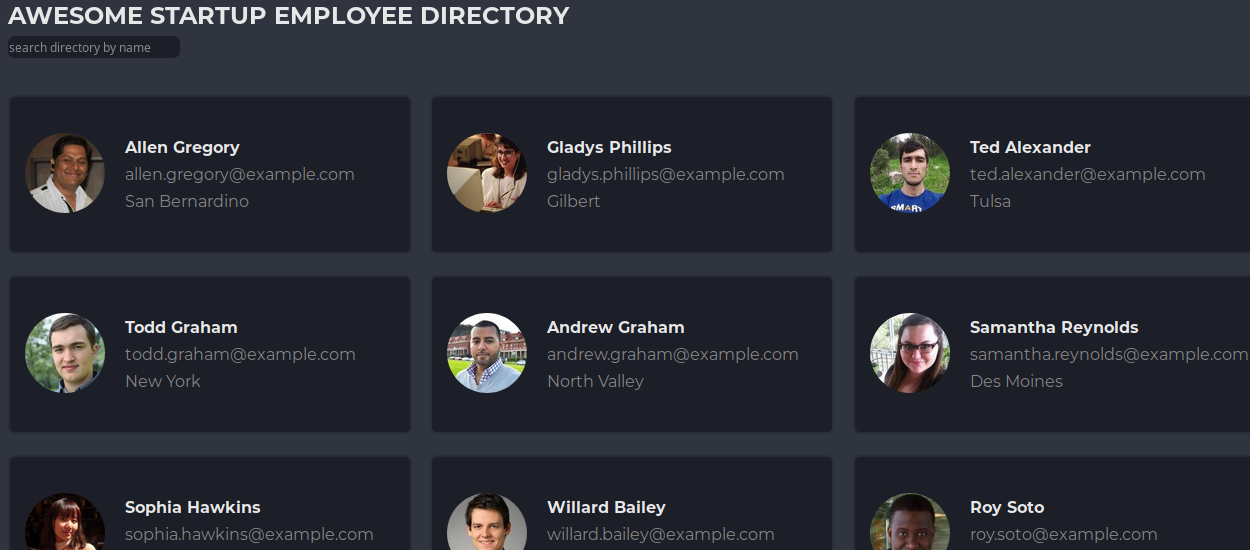 AWESOME STARTUP EMPLOYEE DIRECTORY
search directory by name
Allen Gregory
allen.gregory@example.com
San Bernardino
Gladys Phillips
gladys.phillips@example.com
Gilbert
Ted Alexander
ted.alexander@example.com
Tulsa
SMART
Todd Graham
todd.graham@example.com
New York
Andrew Graham
andrew.graham@example.com
North Valley
Samantha Reynolds
samantha.reynolds@example.com
Des Moines
Sophia Hawkins
sophia.hawkins@example.com
Willard Bailey
willard.bailey@example.com
Roy Soto
roy.soto@example.com